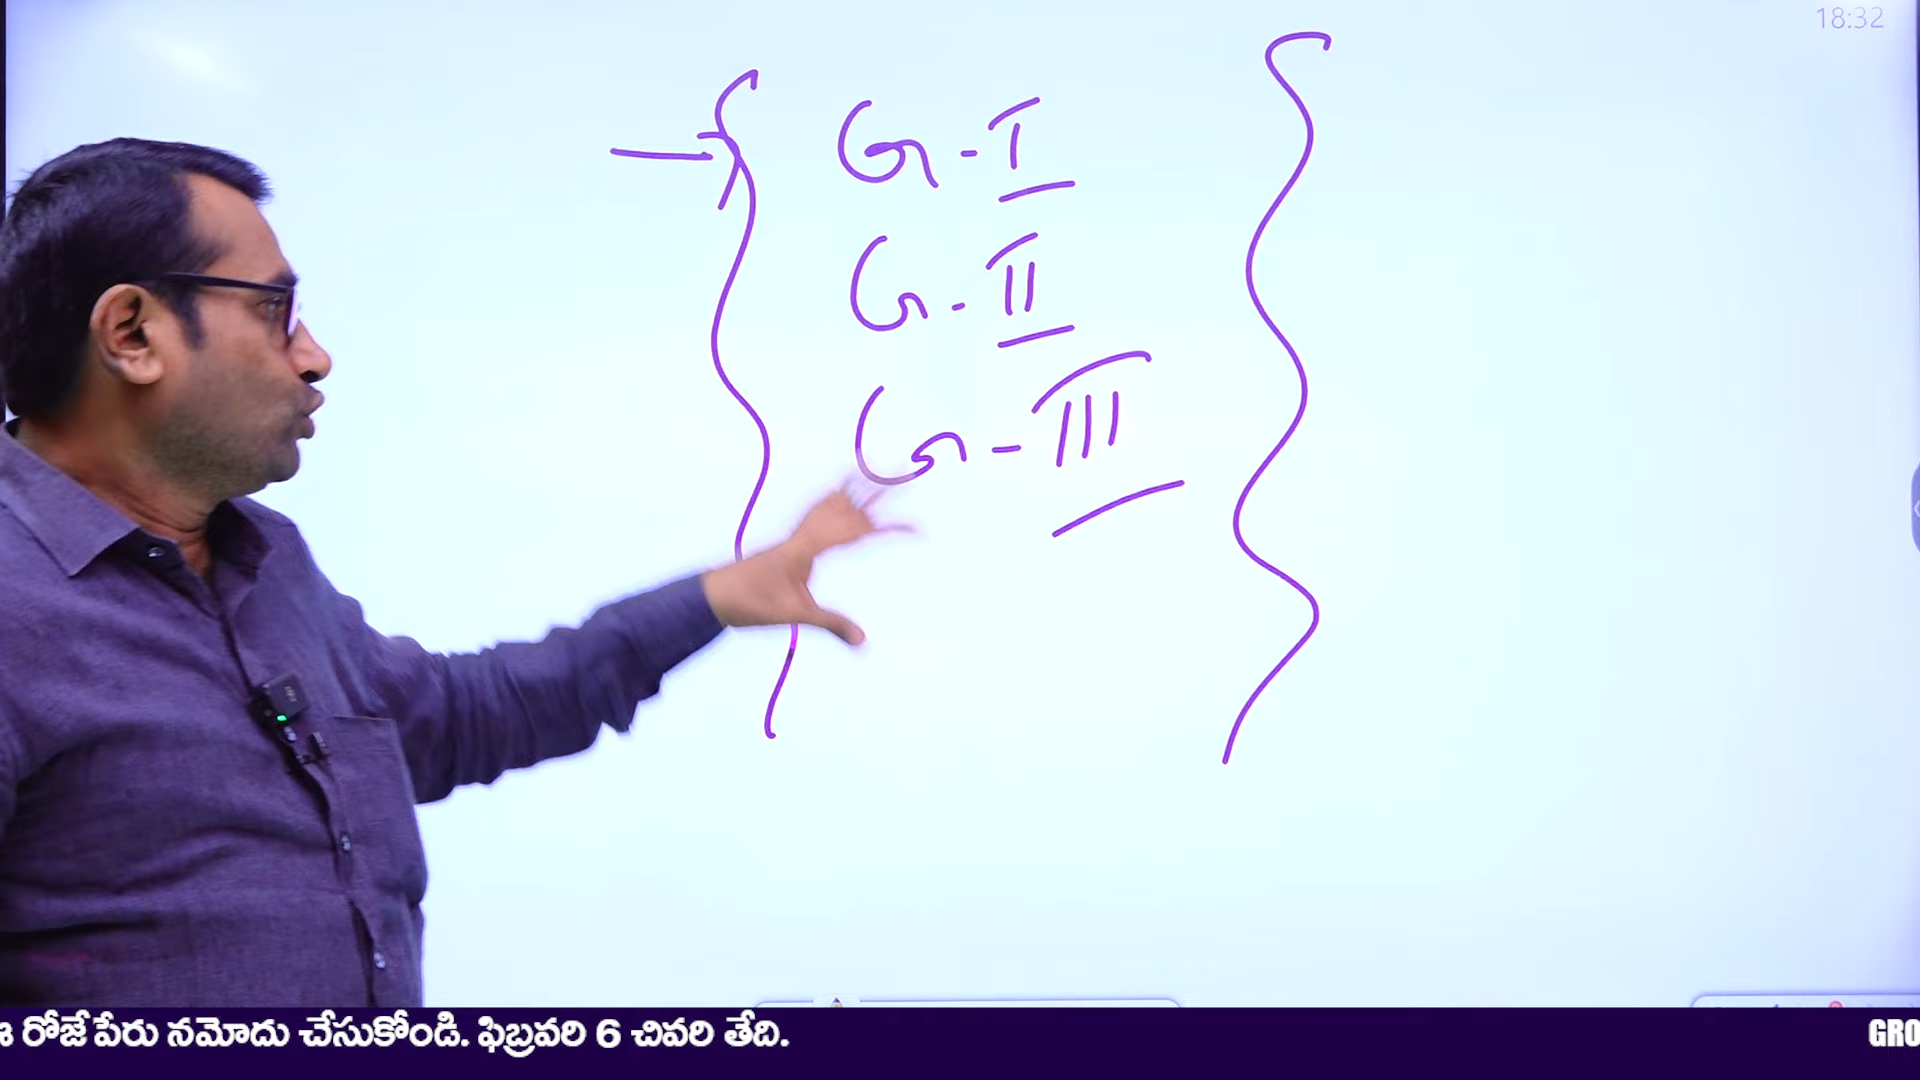 18:32
G-I
G-II
G-III
ఈ రోజే పేరు నమోదు చేసుకోండి. ఫిబ్రవరి 6 చివరి తేది.
GRO